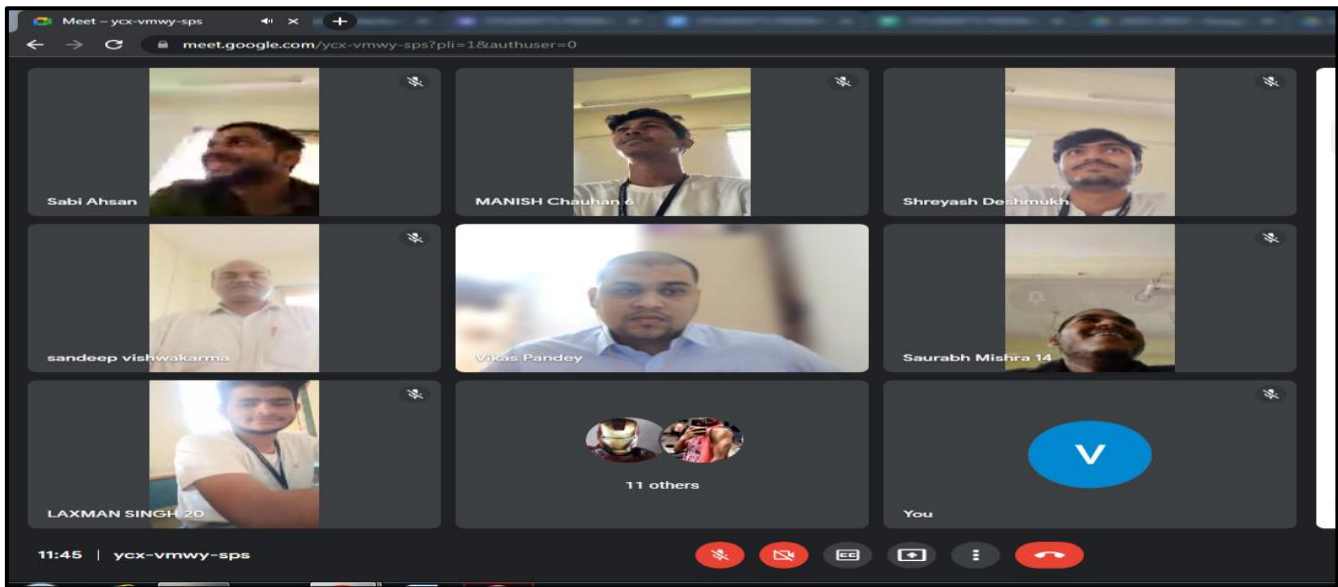 Meet – ycx-vmwy-sps
meet.google.com/ycx-vmwy-sps?pli=1&authuser=0
Sabi Ahsan
MANISH Chauhan 6
Shreyash Deshmukh
sandeep vishwakarma
Vikas Pandey
Saurabh Mishra 14
LAXMAN SINGH 20
11 others
V
You
11:45 | ycx-vmwy-sps
CC